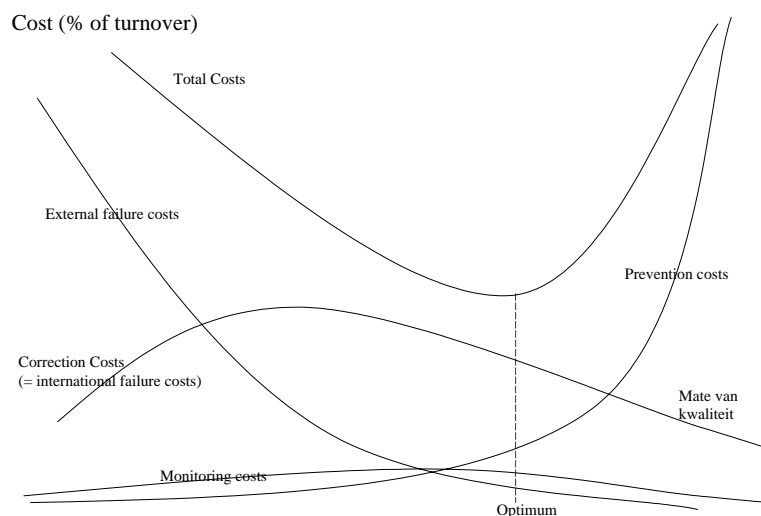 Cost (% of turnover)
Total Costs
External failure costs
Prevention costs
Correction Costs
(= international failure costs)
Mate van
kwaliteit
Monitoring costs
Optimum